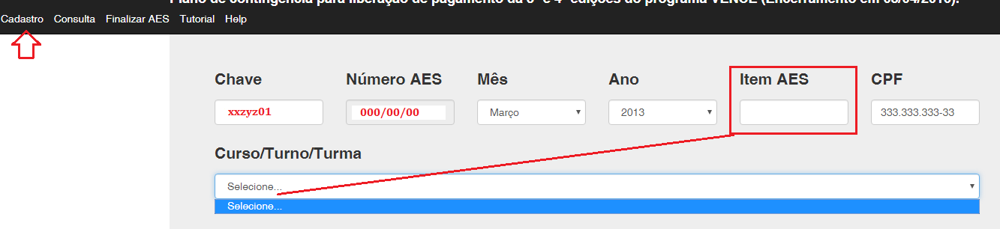 Plano de contingência para liberação de pagamento da 3ª e 4ª edições do programa VENCE (Encerramento em 08/04/2016).
Cadastro Consulta Finalizar AES Tutorial Help
Chave Número AES Mês Ano Item AES CPF
xxzyz01 000/00/00 Março 2013 333.333.333-33
Curso/Turno/Turma
Selecione...
Selecione...